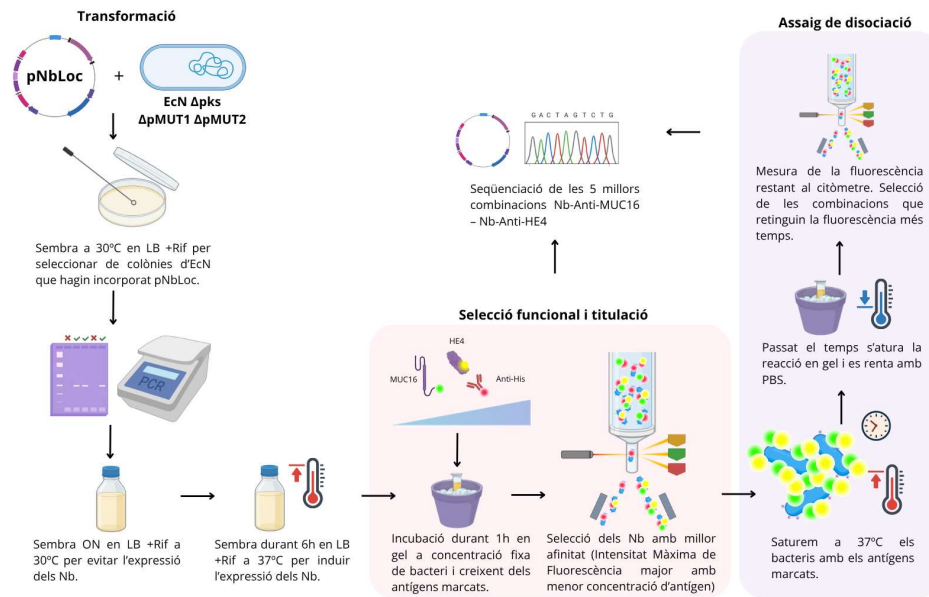 Transformació
pNbLoc
+
EcN Δpks
ΔpMUT1 ΔpMUT2
Sembra a 30ºC en LB +Rif per
seleccionar de colònies d'EcN
que hagin incorporat pNbLoc.
PCR
Sembra ON en LB +Rif a
30ºC per evitar l'expressió
dels Nb.
Sembra durant 6h en LB
+Rif a 37ºC per induir
l'expressió dels Nb.
Selecció funcional i titulació
HE4
MUC16
Anti-His
Incubació durant 1h en
gel a concentració fixa
de bacteri i creixent dels
antígens marcats.
Selecció dels Nb amb millor
afinitat (Intensitat Màxima de
Fluorescència major amb
menor concentració d'antígen)
GACTAGTCTG
Seqüenciació de les 5 millors
combinacions Nb-Anti-MUC16
– Nb-Anti-HE4
Assaig de disociació
Mesura de la fluorescència
restant al citòmetre. Selecció
de les combinacions que
retinguin la fluorescència més
temps.
Passat el temps s'atura la
reacció en gel i es renta amb
PBS.
Saturem a 37ºC els
bacteris amb els antígens
marcats.